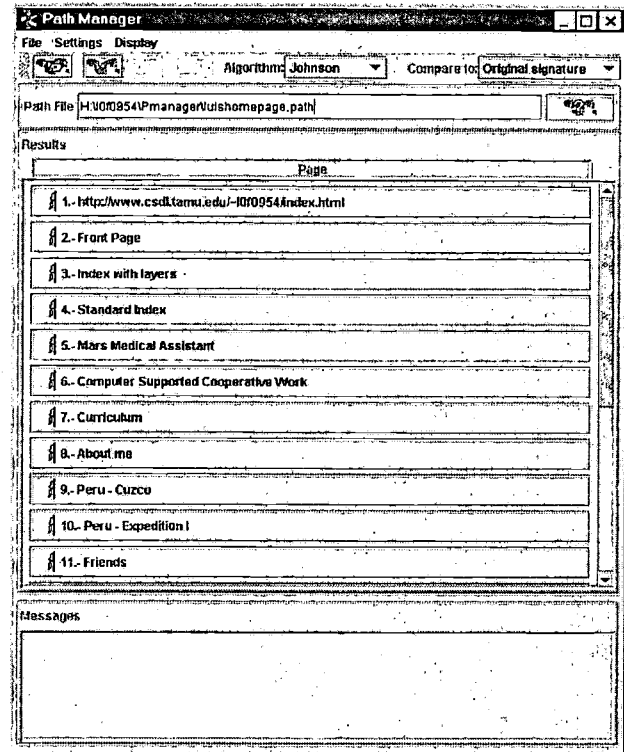 Path Manager
File Settings Display
Algorithm: Johnson Compare to: Original signature
Path File H:\l0f0954\Pmanager\luishomepage.path
Results
Page
1.- http://www.csdl.tamu.edu/~l0f0954/index.html
2.- Front Page
3.- Index with layers
4.- Standard Index
5.- Mars Medical Assistant
6.- Computer Supported Cooperative Work
7.- Curriculum
8.- About me
9.- Peru - Cuzco
10.- Peru - Expedition I
11.- Friends
Messages